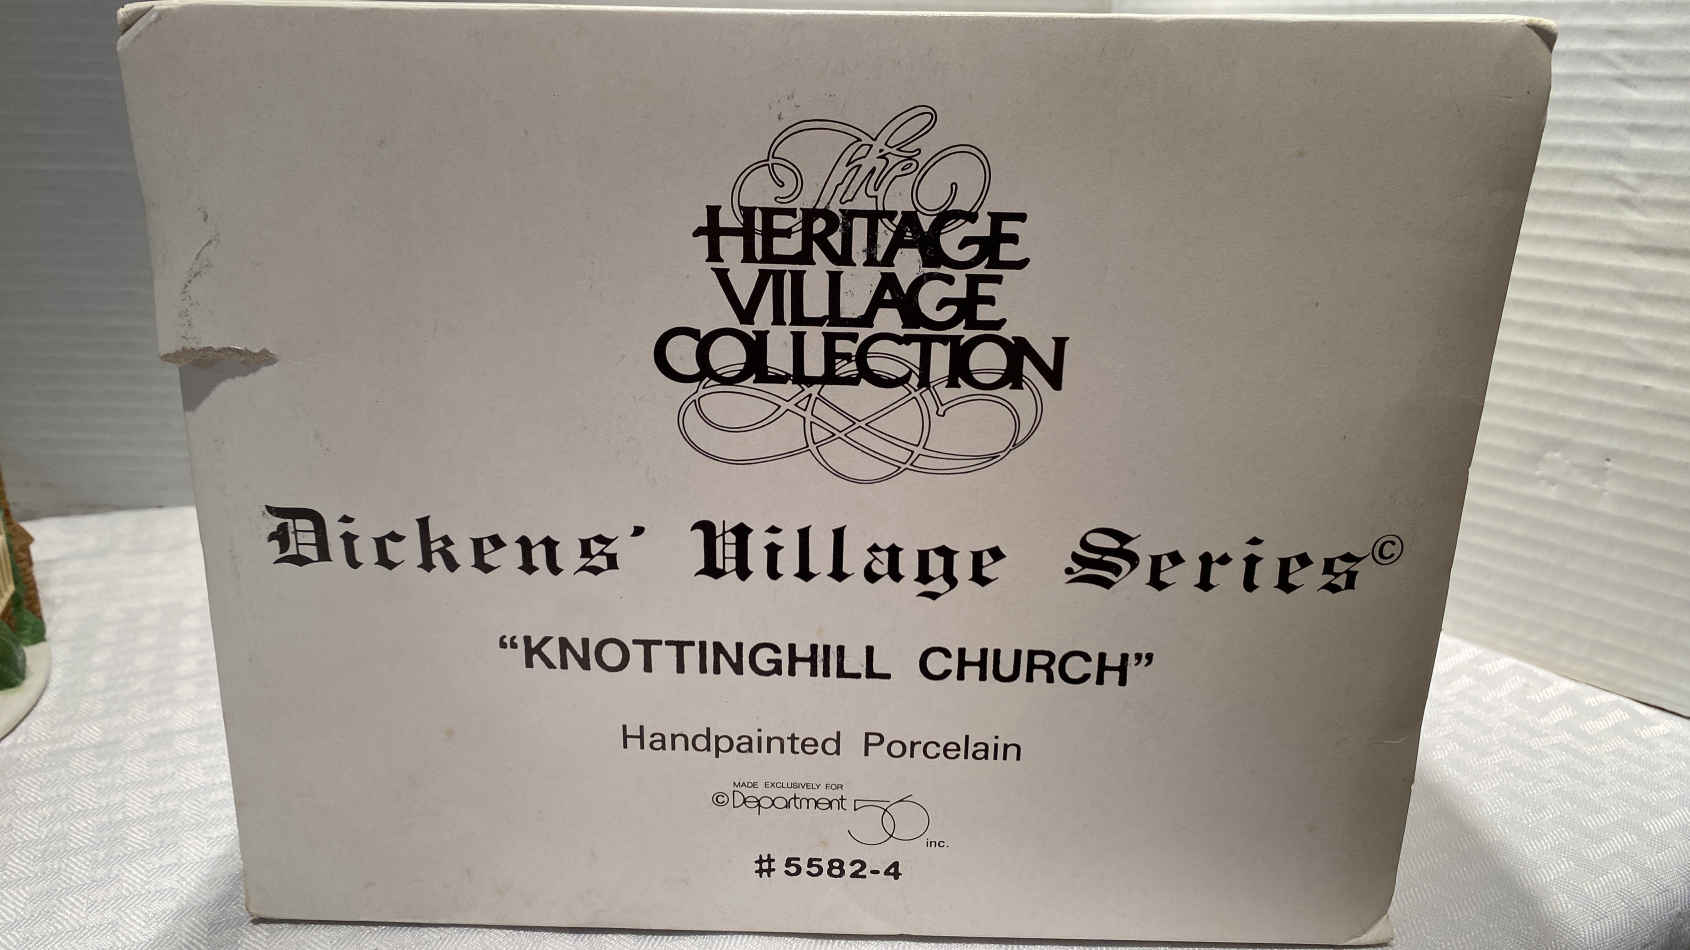 The
HERITAGE
VILLAGE
COLLECTION
Dickens' Village Series©
“KNOTTINGHILL CHURCH”
Handpainted Porcelain
MADE EXCLUSIVELY FOR
© Department 56 inc.
#5582-4